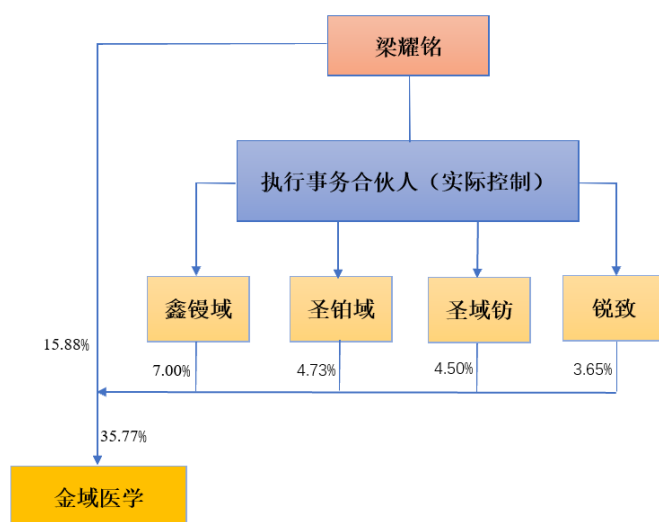 梁耀铭
执行事务合伙人（实际控制）
鑫镘域
圣铂域
圣域钫
锐致
15.88%
7.00%
4.73%
4.50%
3.65%
35.77%
金域医学